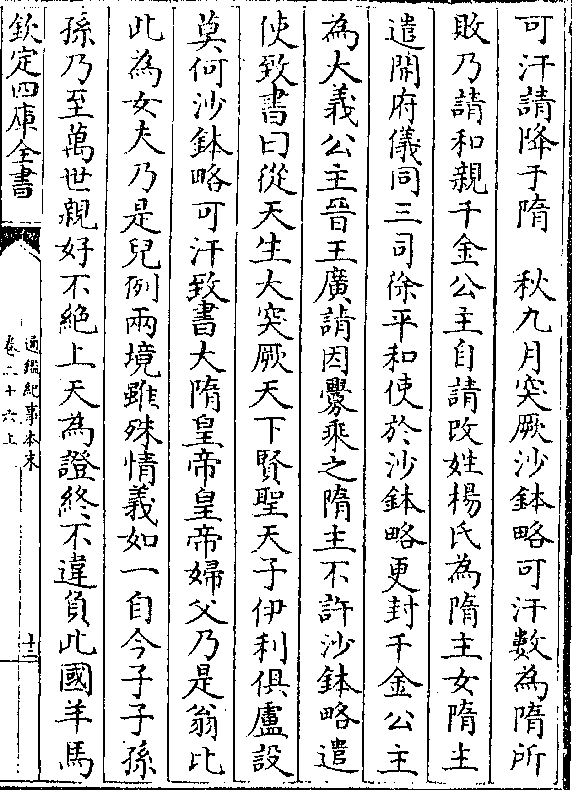 可汗請降于隋　秋九月突厥沙鉢略可汗數為隋所
敗乃請和親千金公主自請改姓楊氏為隋主女隋主
遣開府儀同三司徐平和使於沙鉢略更封千金公主
為大義公主晉王廣請因釁乘之隋主不許沙鉢略遣
使致書曰從天生大突厥天下賢聖天子伊利俱盧設
莫何沙鉢略可汗致書大隋皇帝皇帝婦父乃是翁比
此為女夫乃是兒例兩境雖殊情義如一自今子子孫
孫乃至萬世親好不絶上天為證終不違負此國羊馬
欽定四庫全書
通鑑紀事本末
卷二十六上
十二